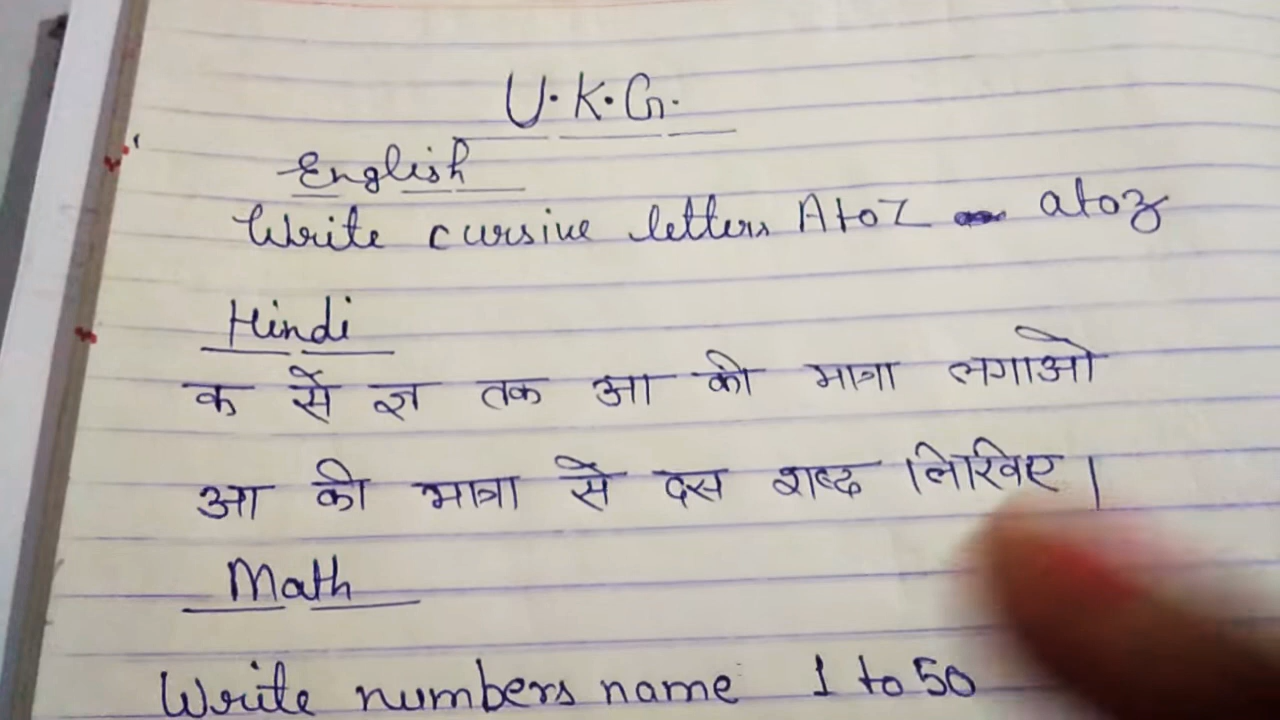 U.K.G.
English
Write cursive letters A to Z a to z
Hindi
क से ज्ञ तक आ की मात्रा लगाओ
आ की मात्रा से दस शब्द लिखिए।
Math
Write numbers name 1 to 50